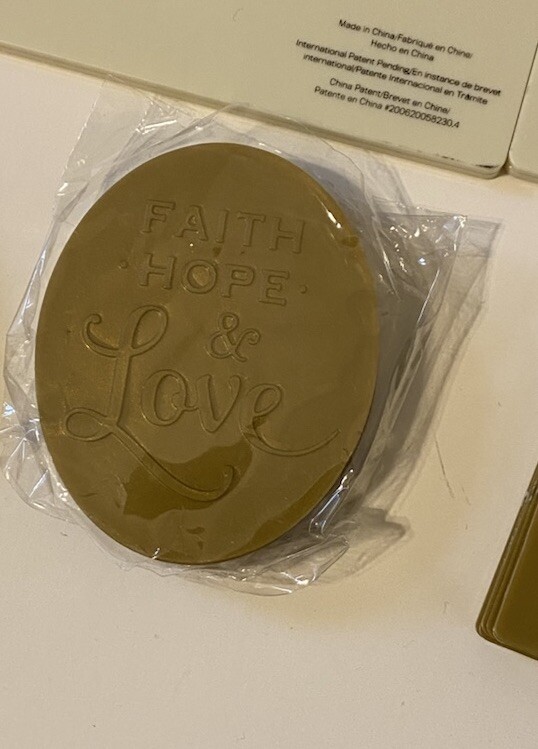 Made in China/Fabriqué en Chine/
Hecho en China
International Patent Pending/En instance de brevet
international/Patente Internacional en Trámite
China Patent/Brevet en Chine/
Patente en China #200620058230.4
FAITH
·HOPE·
&
Love